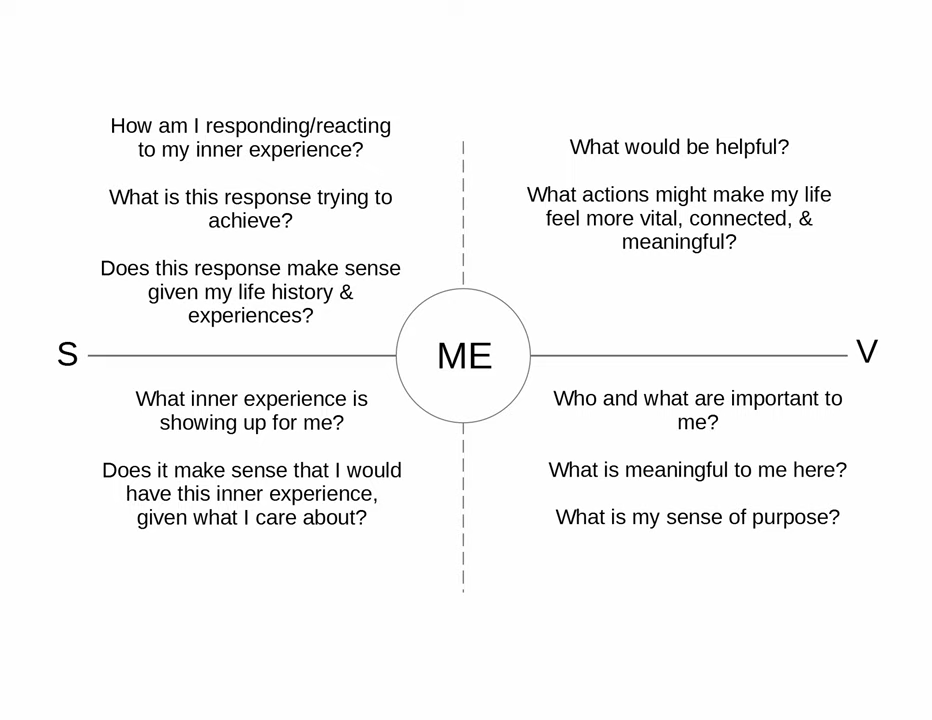 How am I responding/reacting
to my inner experience?
What is this response trying to
achieve?
Does this response make sense
given my life history &
experiences?
What would be helpful?
What actions might make my life
feel more vital, connected, &
meaningful?
S
ME
V
What inner experience is
showing up for me?
Does it make sense that I would
have this inner experience,
given what I care about?
Who and what are important to
me?
What is meaningful to me here?
What is my sense of purpose?